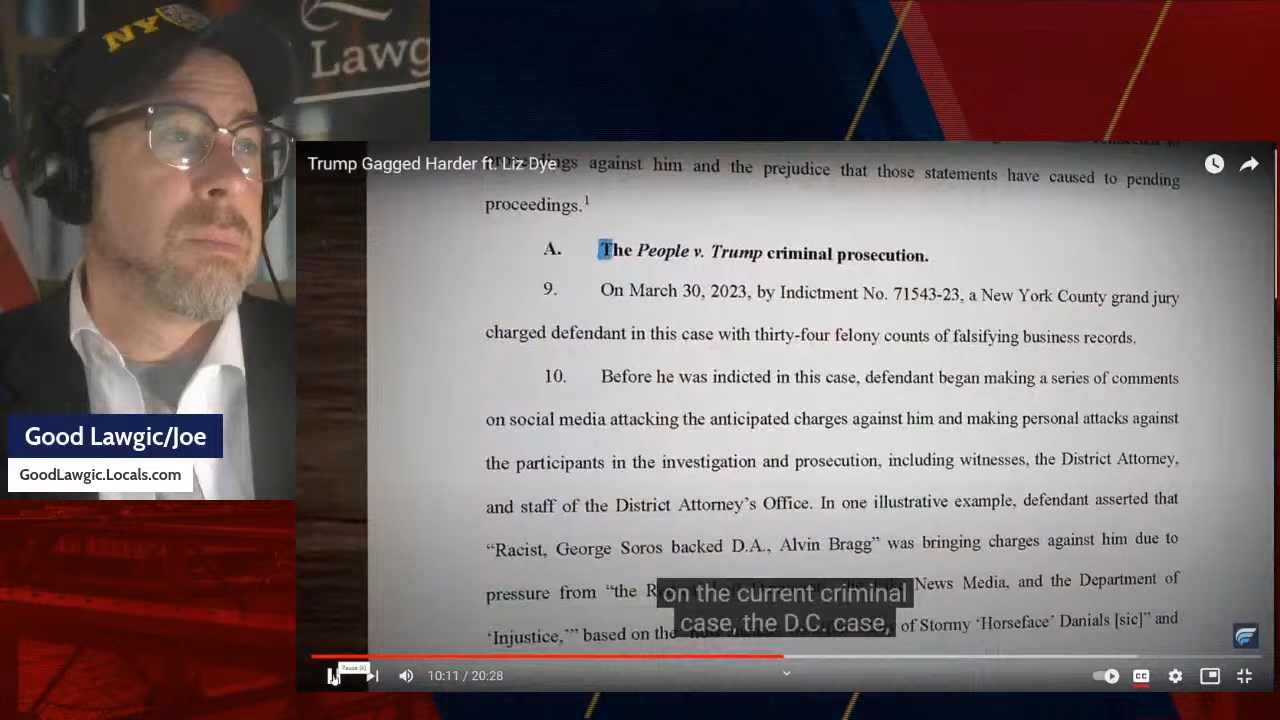 NY
Lawg
Trump Gagged Harder ft. Liz Dye
against him and the prejudice that those statements have caused to pending
proceedings.1
A. The People v. Trump criminal prosecution.
9. On March 30, 2023, by Indictment No. 71543-23, a New York County grand jury
charged defendant in this case with thirty-four felony counts of falsifying business records.
10. Before he was indicted in this case, defendant began making a series of comments
on social media attacking the anticipated charges against him and making personal attacks against
the participants in the investigation and prosecution, including witnesses, the District Attorney,
and staff of the District Attorney's Office. In one illustrative example, defendant asserted that
“Racist, George Soros backed D.A., Alvin Bragg” was bringing charges against him due to
pressure from “the R News Media, and the Department of
‘Injustice,’” based on the of Stormy ‘Horseface’ Danials [sic]” and
on the current criminal
case, the D.C. case,
Good Lawgic/Joe
GoodLawgic.Locals.com
Pause (k)
10:11 / 20:28
CC